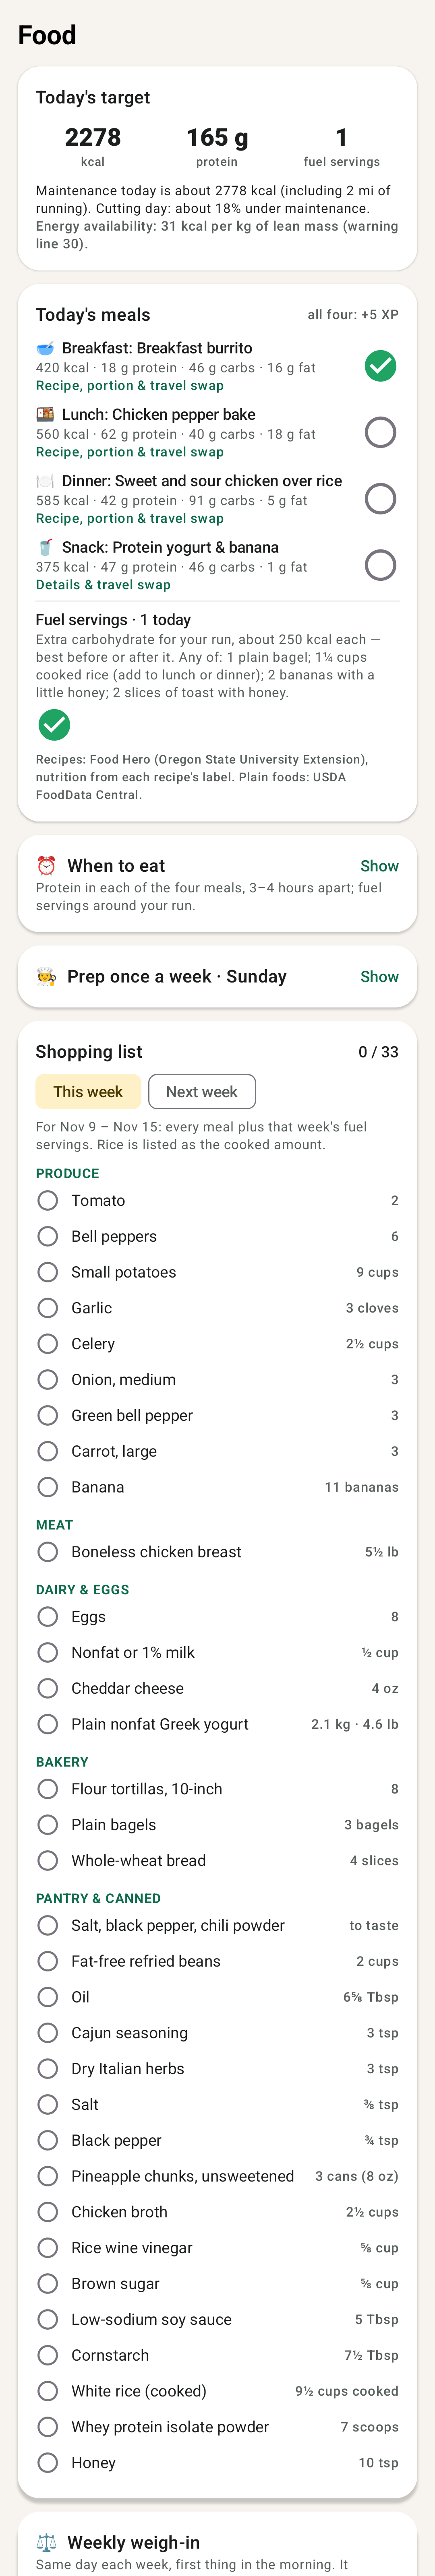 Food
Today's target
2278
165 g
1
kcal
protein
fuel servings
Maintenance today is about 2778 kcal (including 2 mi of
running). Cutting day: about 18% under maintenance.
Energy availability: 31 kcal per kg of lean mass (warning
line 30).
Today's meals
all four: +5 XP
Breakfast: Breakfast burrito
420 kcal · 18 g protein · 46 g carbs · 16 g fat
Recipe, portion & travel swap
Lunch: Chicken pepper bake
560 kcal · 62 g protein · 40 g carbs · 18 g fat
Recipe, portion & travel swap
Dinner: Sweet and sour chicken over rice
585 kcal · 42 g protein · 91 g carbs · 5 g fat
Recipe, portion & travel swap
Snack: Protein yogurt & banana
375 kcal · 47 g protein · 46 g carbs · 1 g fat
Details & travel swap
Fuel servings · 1 today
Extra carbohydrate for your run, about 250 kcal each —
best before or after it. Any of: 1 plain bagel; 1¼ cups
cooked rice (add to lunch or dinner); 2 bananas with a
little honey; 2 slices of toast with honey.
Recipes: Food Hero (Oregon State University Extension),
nutrition from each recipe's label. Plain foods: USDA
FoodData Central.
When to eat
Show
Protein in each of the four meals, 3–4 hours apart; fuel
servings around your run.
Prep once a week · Sunday
Show
Shopping list
0 / 33
This week
Next week
For Nov 9 – Nov 15: every meal plus that week's fuel
servings. Rice is listed as the cooked amount.
PRODUCE
Tomato 2
Bell peppers 6
Small potatoes 9 cups
Garlic 3 cloves
Celery 2½ cups
Onion, medium 3
Green bell pepper 3
Carrot, large 3
Banana 11 bananas
MEAT
Boneless chicken breast 5½ lb
DAIRY & EGGS
Eggs 8
Nonfat or 1% milk ½ cup
Cheddar cheese 4 oz
Plain nonfat Greek yogurt 2.1 kg · 4.6 lb
BAKERY
Flour tortillas, 10-inch 8
Plain bagels 3 bagels
Whole-wheat bread 4 slices
PANTRY & CANNED
Salt, black pepper, chili powder to taste
Fat-free refried beans 2 cups
Oil 6⅝ Tbsp
Cajun seasoning 3 tsp
Dry Italian herbs 3 tsp
Salt ⅜ tsp
Black pepper ¾ tsp
Pineapple chunks, unsweetened 3 cans (8 oz)
Chicken broth 2½ cups
Rice wine vinegar ⅝ cup
Brown sugar ⅝ cup
Low-sodium soy sauce 5 Tbsp
Cornstarch 7½ Tbsp
White rice (cooked) 9½ cups cooked
Whey protein isolate powder 7 scoops
Honey 10 tsp
Weekly weigh-in
Same day each week, first thing in the morning. It